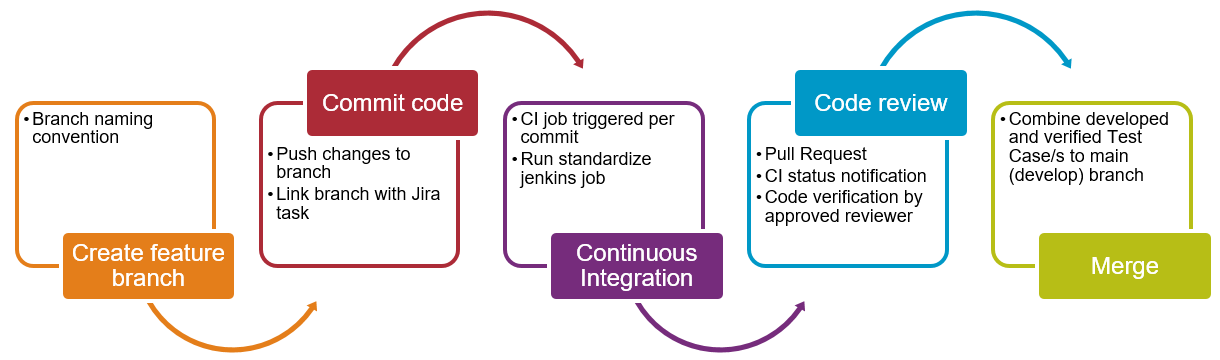 • Branch naming
convention
Create feature
branch
Commit code
• Push changes to
branch
• Link branch with Jira
task
• CI job triggered per
commit
• Run standardize
jenkins job
Continuous
Integration
Code review
• Pull Request
• CI status notification
• Code verification by
approved reviewer
• Combine developed
and verified Test
Case/s to main
(develop) branch
Merge